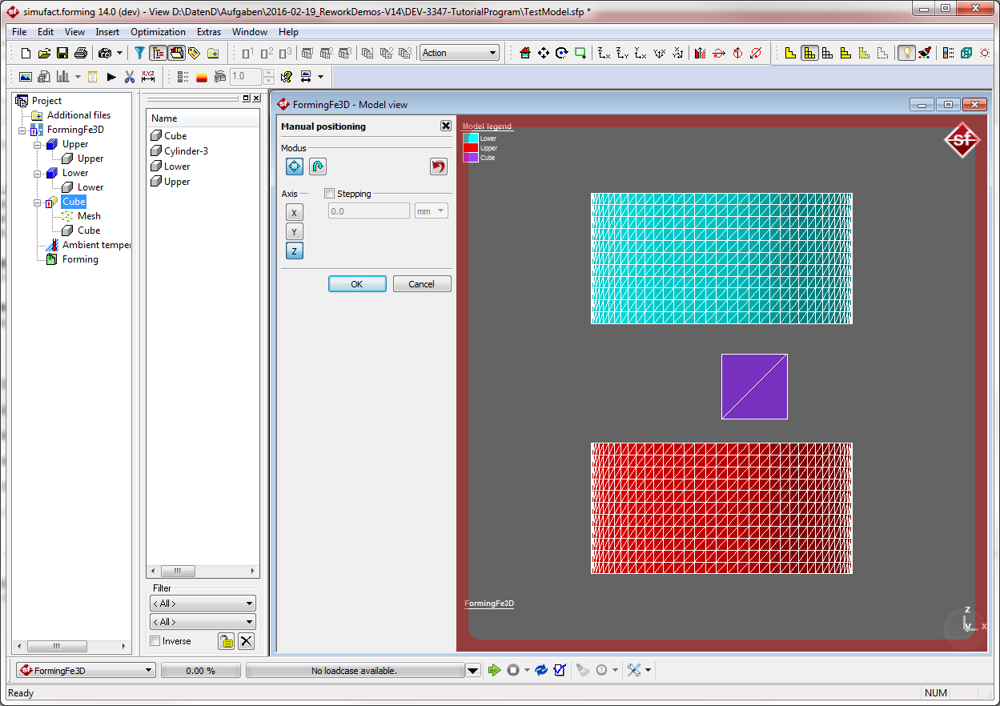 simufact.forming 14.0 (dev) - View D:\DatenD\Aufgaben\2016-02-19_ReworkDemos-V14\DEV-3347-TutorialProgram\TestModel.sfp *
File Edit View Insert Optimization Extras Window Help
Action
1.0
Project
Additional files
FormingFe3D
Upper
Upper
Lower
Lower
Cube
Mesh
Cube
Ambient temper
Forming
Name
Cube
Cylinder-3
Lower
Upper
Filter
< All >
< All >
Inverse
FormingFe3D - Model view
Manual positioning
Modus
Axis
Stepping
X
0.0 mm
Y
Z
OK Cancel
Model legend
Lower
Upper
Cube
sf
FormingFe3D
Z
Y X
FormingFe3D 0.00 % No loadcase available.
Ready NUM